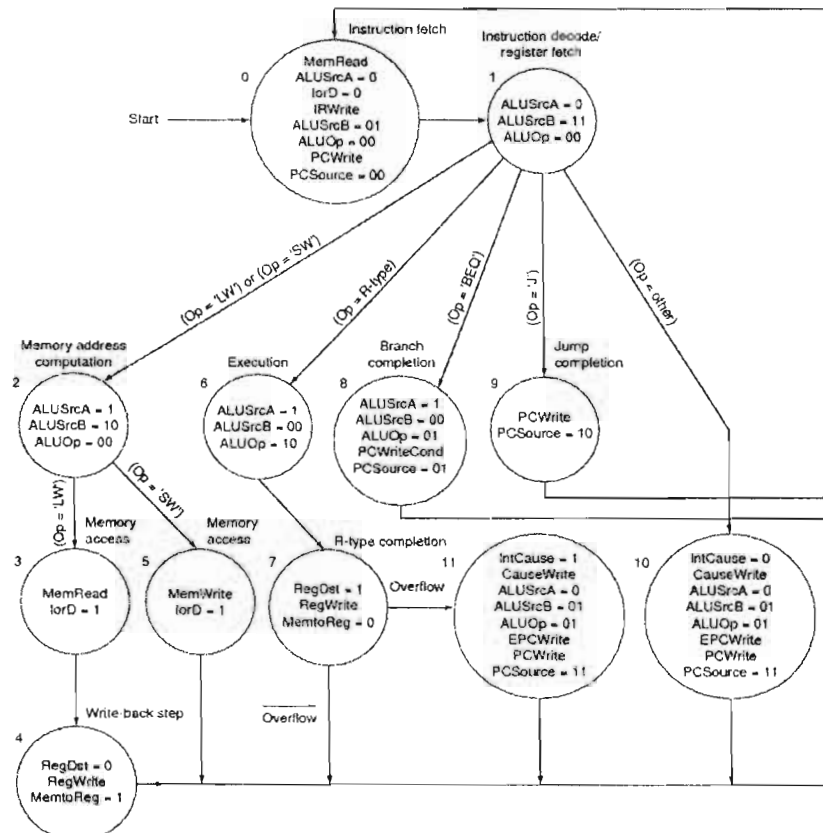 Instruction fetch
Instruction decode/
register fetch
Start
0
MemRead
ALUSrcA = 0
IorD = 0
IRWrite
ALUSrcB = 01
ALUOp = 00
PCWrite
PCSource = 00
1
ALUSrcA = 0
ALUSrcB = 11
ALUOp = 00
(Op = 'LW') or (Op = 'SW')
(Op = R-type)
(Op = 'BEQ')
(Op = 'J')
(Op = other)
Memory address
computation
2
ALUSrcA = 1
ALUSrcB = 10
ALUOp = 00
Execution
6
ALUSrcA = 1
ALUSrcB = 00
ALUOp = 10
Branch
completion
8
ALUSrcA = 1
ALUSrcB = 00
ALUOp = 01
PCWriteCond
PCSource = 01
Jump
completion
9
PCWrite
PCSource = 10
(Op = 'LW')
(Op = 'SW')
Memory
access
3
MemRead
IorD = 1
Memory
access
5
MemWrite
IorD = 1
R-type completion
7
RegDst = 1
RegWrite
MemtoReg = 0
Overflow
Overflow
11
IntCause = 1
CauseWrite
ALUSrcA = 0
ALUSrcB = 01
ALUOp = 01
EPCWrite
PCWrite
PCSource = 11
10
IntCause = 0
CauseWrite
ALUSrcA = 0
ALUSrcB = 01
ALUOp = 01
EPCWrite
PCWrite
PCSource = 11
Write-back step
4
RegDst = 0
RegWrite
MemtoReg = 1